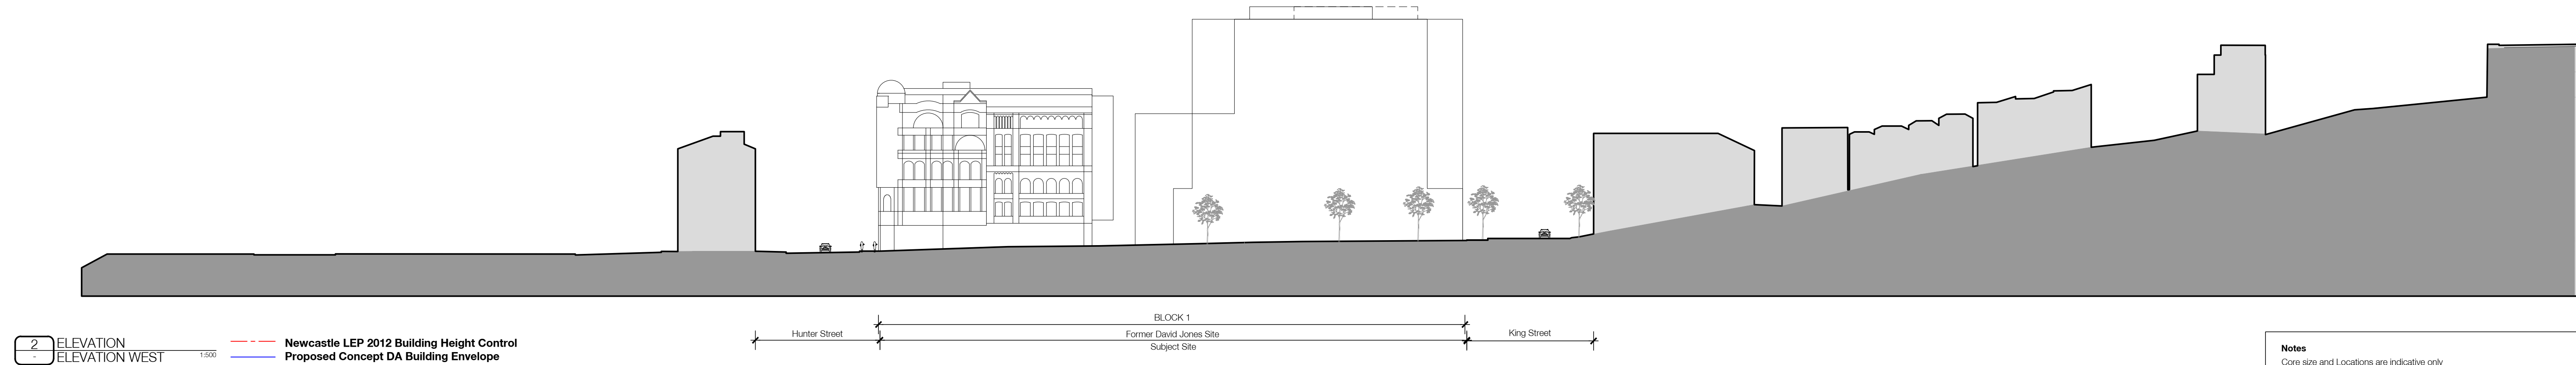 BLOCK 1
Hunter Street
Former David Jones Site
King Street
Subject Site
2
-
ELEVATION
ELEVATION WEST
1:500
Newcastle LEP 2012 Building Height Control
Proposed Concept DA Building Envelope
Notes
Core size and Locations are indicative only